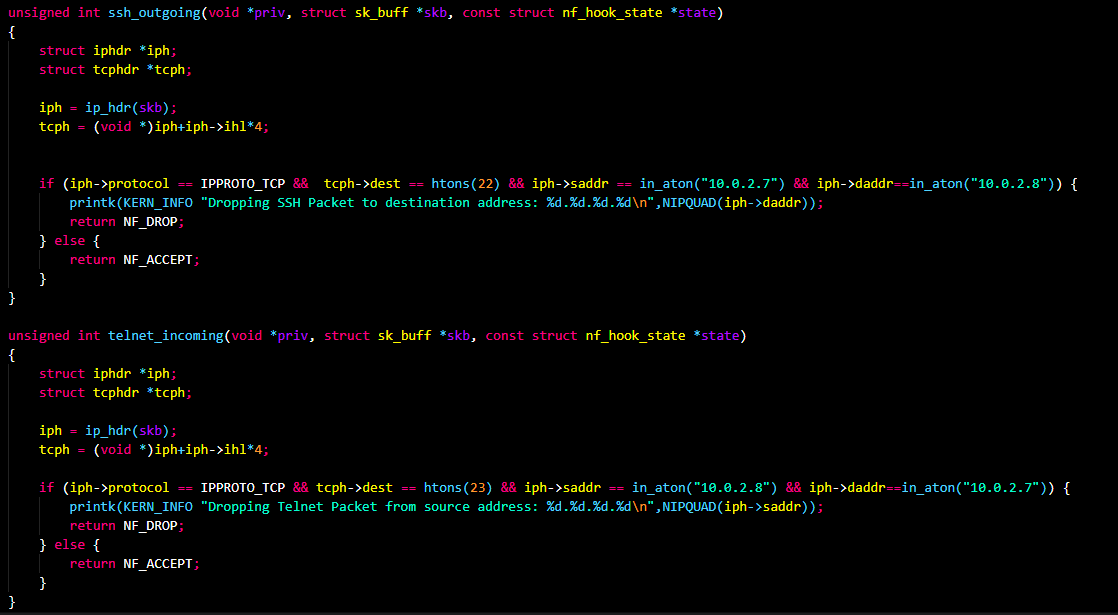 unsigned int ssh_outgoing(void *priv, struct sk_buff *skb, const struct nf_hook_state *state)
{
    struct iphdr *iph;
    struct tcphdr *tcph;

    iph = ip_hdr(skb);
    tcph = (void *)iph+iph->ihl*4;


    if (iph->protocol == IPPROTO_TCP &&  tcph->dest == htons(22) && iph->saddr == in_aton("10.0.2.7") && iph->daddr==in_aton("10.0.2.8")) {
        printk(KERN_INFO "Dropping SSH Packet to destination address: %d.%d.%d.%d\n",NIPQUAD(iph->daddr));
        return NF_DROP;
    } else {
        return NF_ACCEPT;
    }
}

unsigned int telnet_incoming(void *priv, struct sk_buff *skb, const struct nf_hook_state *state)
{
    struct iphdr *iph;
    struct tcphdr *tcph;

    iph = ip_hdr(skb);
    tcph = (void *)iph+iph->ihl*4;

    if (iph->protocol == IPPROTO_TCP && tcph->dest == htons(23) && iph->saddr == in_aton("10.0.2.8") && iph->daddr==in_aton("10.0.2.7")) {
        printk(KERN_INFO "Dropping Telnet Packet from source address: %d.%d.%d.%d\n",NIPQUAD(iph->saddr));
        return NF_DROP;
    } else {
        return NF_ACCEPT;
    }
}